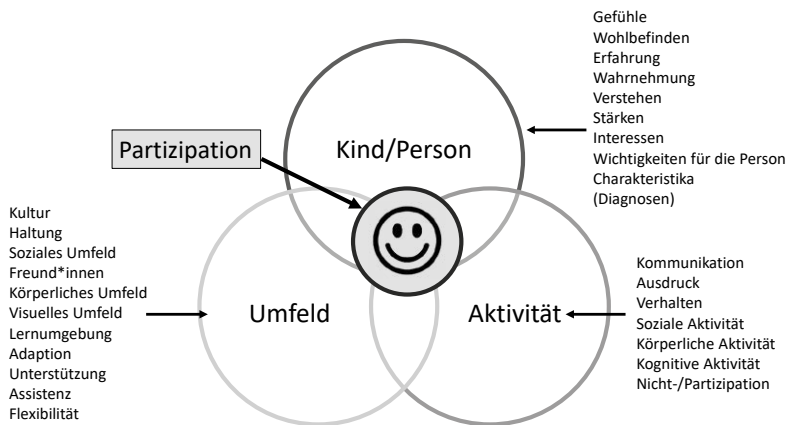 Gefühle
Wohlbefinden
Erfahrung
Wahrnehmung
Verstehen
Stärken
Interessen
Wichtigkeiten für die Person
Charakteristika
(Diagnosen)
Partizipation
Kind/Person
Kultur
Haltung
Soziales Umfeld
Freund*innen
Körperliches Umfeld
Visuelles Umfeld
Lernumgebung
Adaption
Unterstützung
Assistenz
Flexibilität
Umfeld
Aktivität
Kommunikation
Ausdruck
Verhalten
Soziale Aktivität
Körperliche Aktivität
Kognitive Aktivität
Nicht-/Partizipation